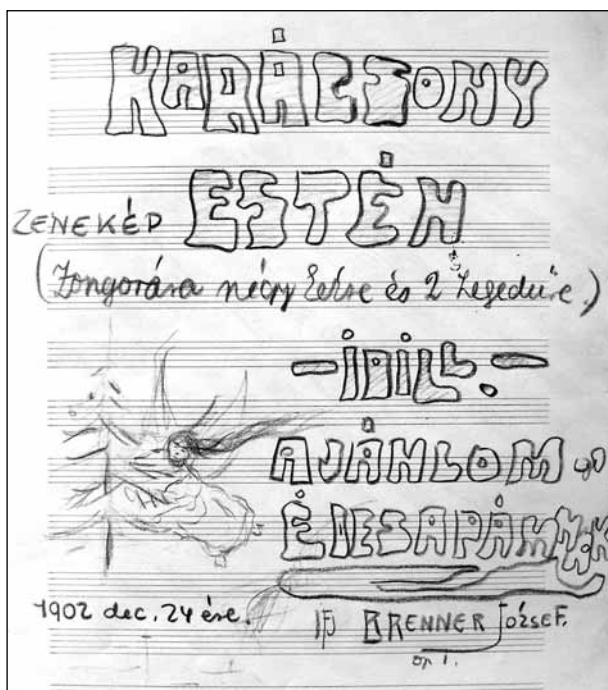 KARÁCSONY
ESTÉN
ZENEKÉP
(Zongorára négy kézre és 2 hegedűre.)
– IDILL. –
AJÁNLOM
ÉDESAPÁMNAK
1902 dec. 24 ére.
ifj BRENNER JÓZSEF.
op. 1.